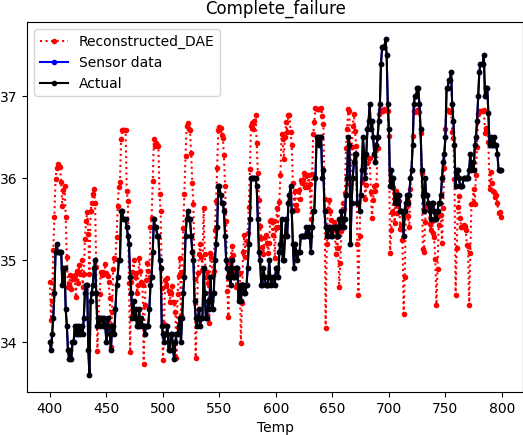 Complete_failure
Reconstructed_DAE
Sensor data
Actual
37
36
35
34
400 450 500 550 600 650 700 750 800
Temp